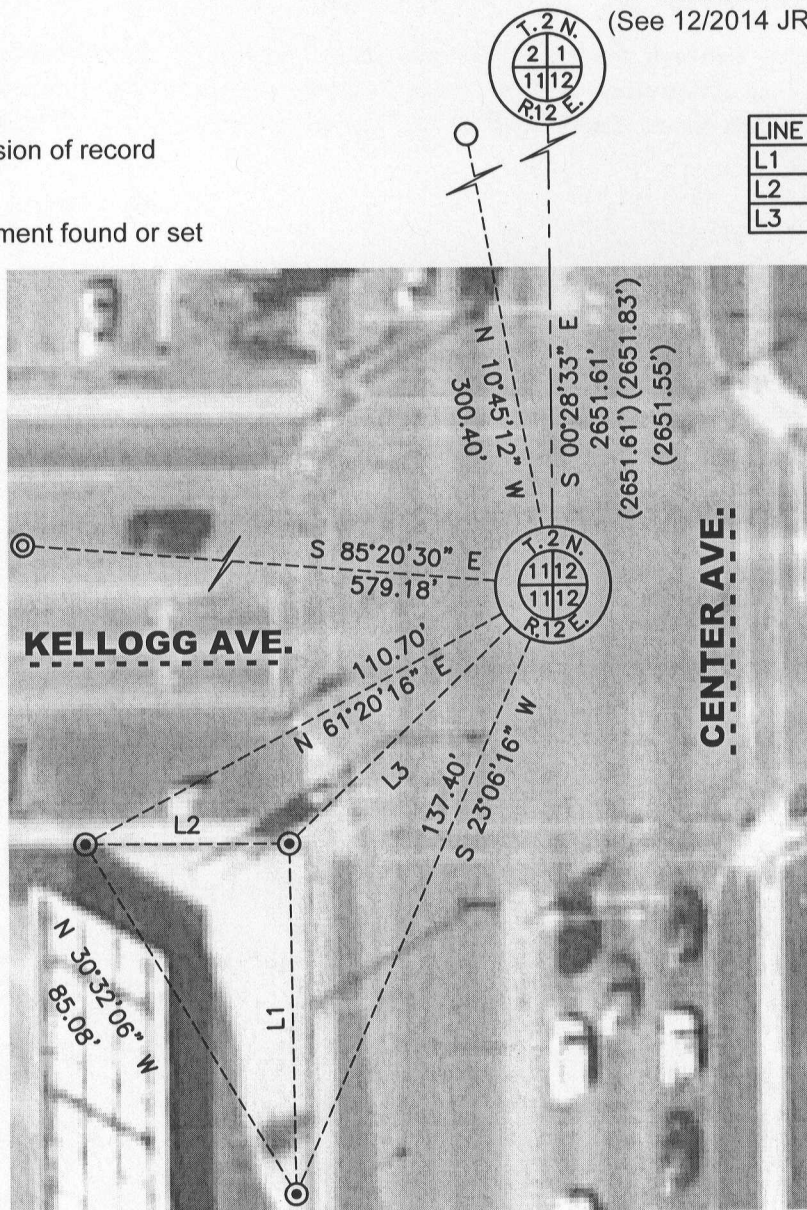 (See 12/2014 JR
T. 2 N.
2 1
11 12
R.12 E.
sion of record
LINE
L1
L2
L3
ment found or set
N 10°45'12" W
300.40'
S 00°28'33" E
2651.61'
(2651.61') (2651.83')
(2651.55')
S 85°20'30" E
579.18'
T. 2 N.
11 12
11 12
R.12 E.
KELLOGG AVE.
CENTER AVE.
110.70'
N 61°20'16" E
L3
137.40'
S 23°06'16" W
L2
N 30°32'06" W
85.08'
L1